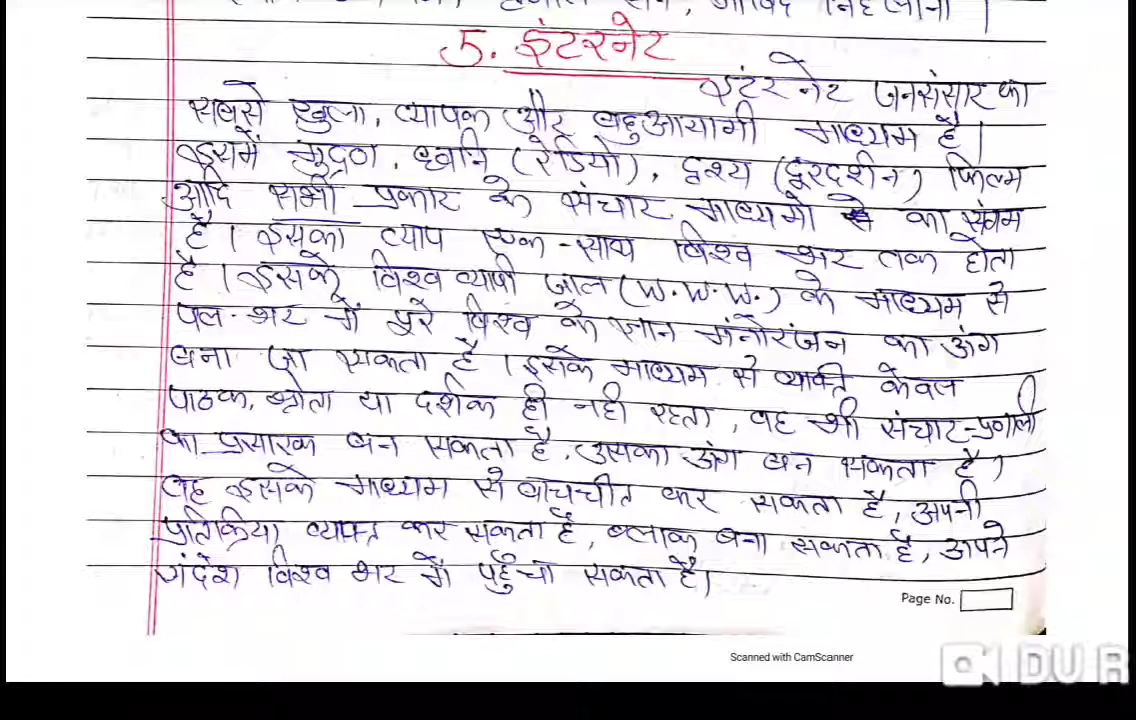 5. इंटरनेट
इंटरनेट जनसंसार का
सबसे खुला, व्यापक और बहुआयामी माध्यम है।
इसमें मुद्रण, ध्वनि (रेडियो), दृश्य (दूरदर्शन) फिल्म
आदि सभी प्रकार के संचार माध्यमो से का संगम
है। इसका व्याप एक-साथ विश्व भर तक होता
है। इसके विश्व व्यापी जाल (W.W.W.) के माध्यम से
पल-भर में पूरे विश्व के ज्ञान मंनोरंजन का अंग
बना जा सकता है। इसके माध्यम से व्यक्ति केवल
पाठक, श्रोता या दर्शक ही नही रहता, वह भी संचार-प्रणाली
का प्रसारक बन सकता है, उसका अंग बन सकता है।
वह इसके माध्यम से बाचचीत कर सकता है, अपनी
प्रतिक्रिया व्यक्त कर सकता है, ब्लाक बना सकता है, अपने
संदेश विश्व भर में पहुँचा सकता है।
Page No.
Scanned with CamScanner
DU R